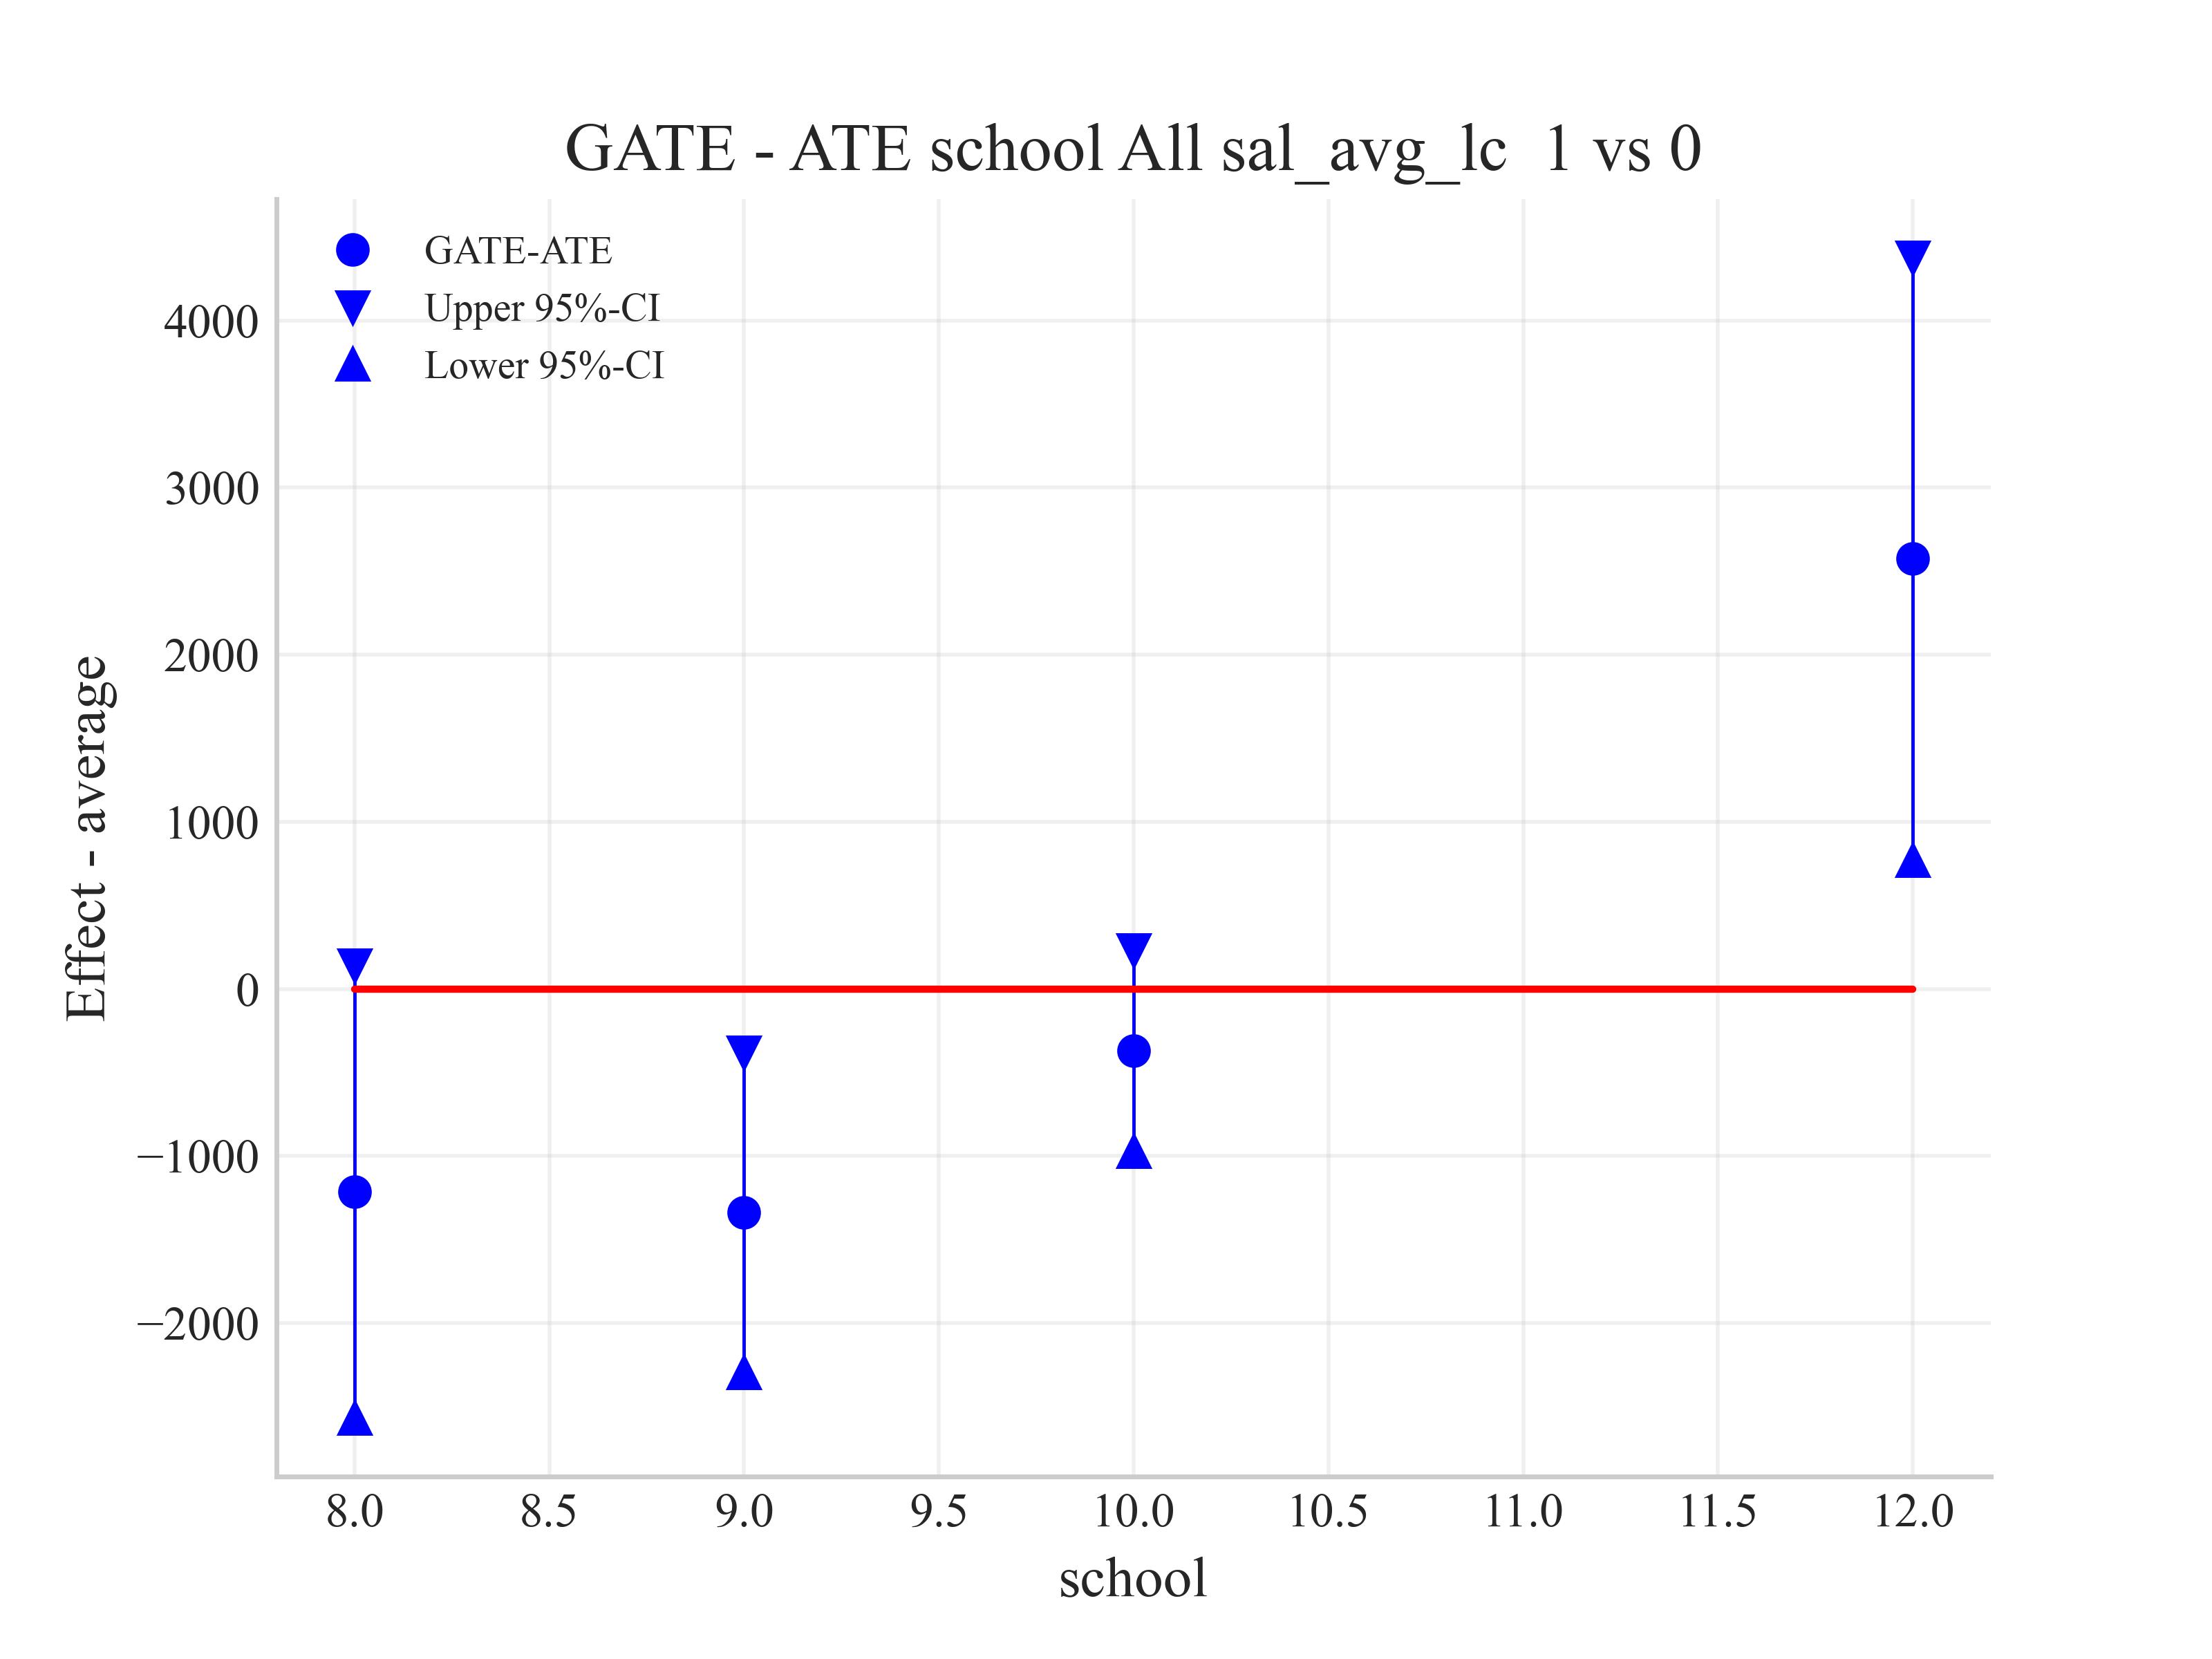 GATE - ATE school All sal_avg_lc  1 vs 0
GATE-ATE
Upper 95%-CI
Lower 95%-CI
4000
3000
2000
1000
0
−1000
−2000
Effect - average
8.0 8.5 9.0 9.5 10.0 10.5 11.0 11.5 12.0
school